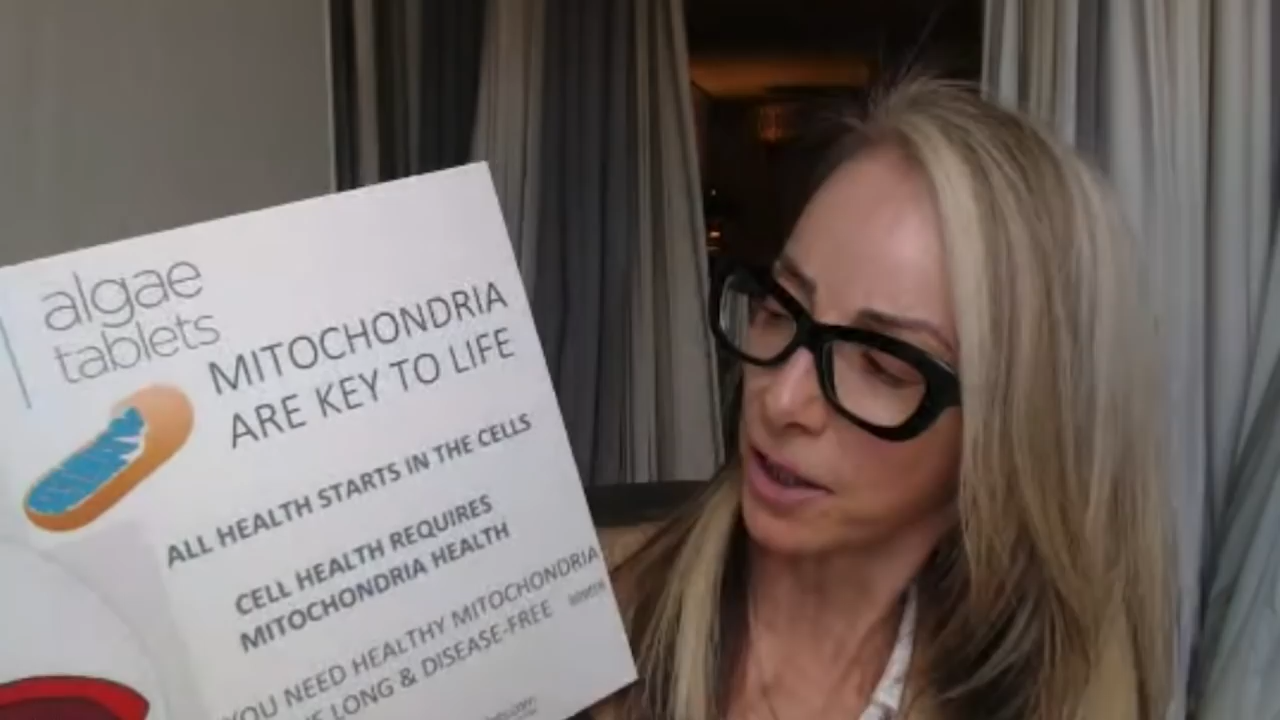 algae
tablets
MITOCHONDRIA
ARE KEY TO LIFE
ALL HEALTH STARTS IN THE CELLS
CELL HEALTH REQUIRES
MITOCHONDRIA HEALTH
YOU NEED HEALTHY MITOCHONDRIA
LONG & DISEASE-FREE